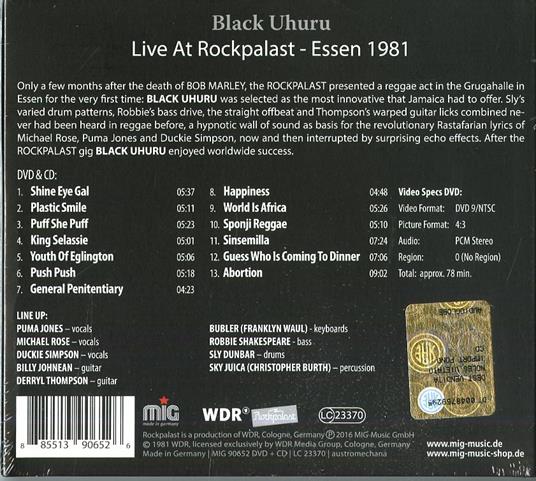 Black Uhuru
Live At Rockpalast - Essen 1981
Only a few months after the death of BOB MARLEY, the ROCKPALAST presented a reggae act in the Grugahalle in
Essen for the very first time: BLACK UHURU was selected as the most innovative that Jamaica had to offer. Sly's
varied drum patterns, Robbie's bass drive, the straight offbeat and Thompson's warped guitar licks combined ne-
ver had been heard in reggae before, a hypnotic wall of sound as basis for the revolutionary Rastafarian lyrics of
Michael Rose, Puma Jones and Duckie Simpson, now and then interrupted by surprising echo effects. After the
ROCKPALAST gig BLACK UHURU enjoyed worldwide success.
DVD & CD:
1. Shine Eye Gal 05:37
2. Plastic Smile 05:11
3. Puff She Puff 05:23
4. King Selassie 05:01
5. Youth Of Eglington 05:06
6. Push Push 05:18
7. General Penitentiary 04:23
8. Happiness 04:48
9. World Is Africa 05:26
10. Sponji Reggae 05:10
11. Sinsemilla 07:24
12. Guess Who Is Coming To Dinner 07:06
13. Abortion 09:02
Video Specs DVD:
Video Format: DVD 9/NTSC
Picture Format: 4:3
Audio: PCM Stereo
Region: 0 (No Region)
Total: approx. 78 min.
LINE UP:
PUMA JONES – vocals
MICHAEL ROSE – vocals
DUCKIE SIMPSON – vocals
BILLY JOHNEAN – guitar
DERRYL THOMPSON – guitar
BUBLER (FRANKLYN WAUL) - keyboards
ROBBIE SHAKESPEARE - bass
SLY DUNBAR – drums
SKY JUICA (CHRISTOPHER BURTH) – percussion
8 85513 90652 6
MIG
made in germany
WDR
Rockpalast
LC 23370
Rockpalast is a production of WDR, Cologne, Germany Ⓟ 2016 MIG-Music GmbH
© 1981 WDR, licensed exclusively by WDR Media Group, Cologne, Germany
made in Germany | MIG 90652 DVD + CD | LC 23370 | austromechana
www.mig-music.de
www.mig-music-shop.de